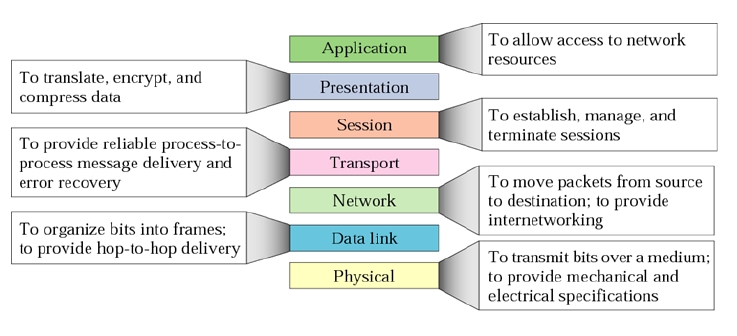 Application
To allow access to network
resources
To translate, encrypt, and
compress data
Presentation
Session
To establish, manage, and
terminate sessions
To provide reliable process-to-
process message delivery and
error recovery
Transport
Network
To move packets from source
to destination; to provide
internetworking
To organize bits into frames;
to provide hop-to-hop delivery
Data link
Physical
To transmit bits over a medium;
to provide mechanical and
electrical specifications